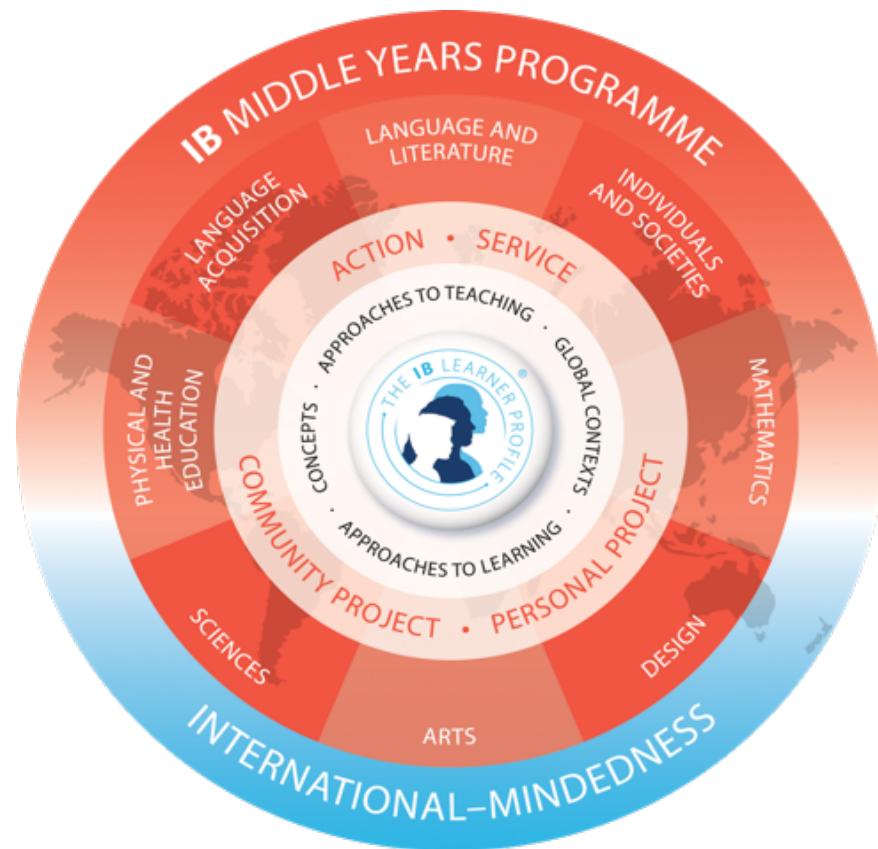 IB MIDDLE YEARS PROGRAMME
LANGUAGE AND
LITERATURE
INDIVIDUALS
AND SOCIETIES
MATHEMATICS
DESIGN
ARTS
SCIENCES
PHYSICAL AND
HEALTH
EDUCATION
LANGUAGE
ACQUISITION
ACTION • SERVICE
PERSONAL PROJECT •
COMMUNITY PROJECT
APPROACHES TO TEACHING ·
GLOBAL CONTEXTS ·
APPROACHES TO LEARNING ·
CONCEPTS ·
• THE IB LEARNER PROFILE • ®
INTERNATIONAL–MINDEDNESS